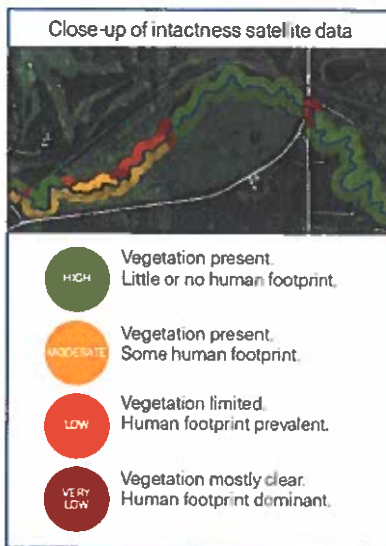 Close-up of intactness satellite data
HIGH
Vegetation present.
Little or no human footprint.
MODERATE
Vegetation present.
Some human footprint.
LOW
Vegetation limited.
Human footprint prevalent.
VERY
LOW
Vegetation mostly clear.
Human footprint dominant.